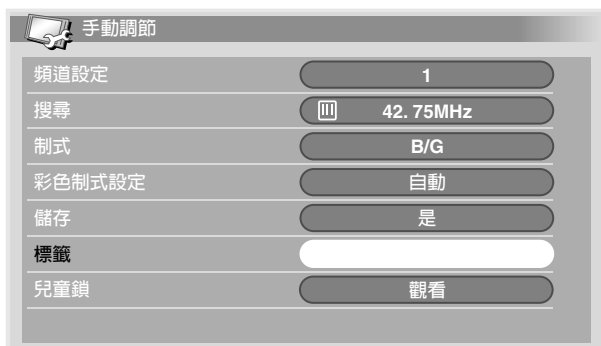 手動調節
頻道設定 1
搜尋 42. 75MHz
制式 B/G
彩色制式設定 自動
儲存 是
標籤
兒童鎖 觀看